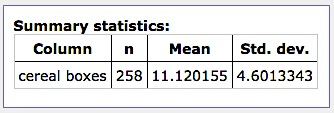 Summary statistics:
Column n Mean Std. dev.
cereal boxes 258 11.120155 4.6013343